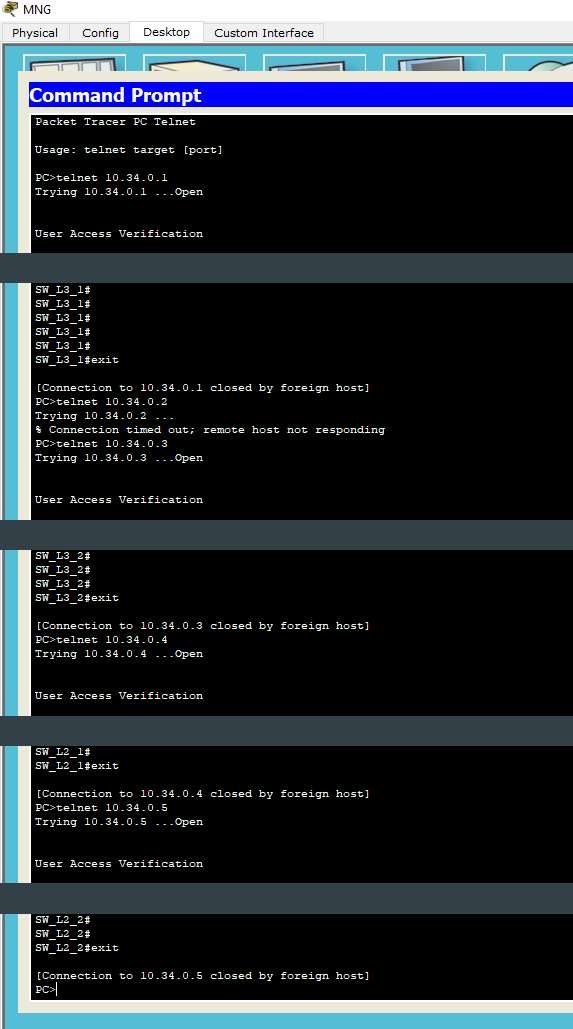 MNG
Physical Config Desktop Custom Interface
Command Prompt
Packet Tracer PC Telnet
Usage: telnet target [port]
PC>telnet 10.34.0.1
Trying 10.34.0.1 ...Open
User Access Verification
SW_L3_1#
SW_L3_1#
SW_L3_1#
SW_L3_1#
SW_L3_1#
SW_L3_1#exit
[Connection to 10.34.0.1 closed by foreign host]
PC>telnet 10.34.0.2
Trying 10.34.0.2 ...
% Connection timed out; remote host not responding
PC>telnet 10.34.0.3
Trying 10.34.0.3 ...Open
User Access Verification
SW_L3_2#
SW_L3_2#
SW_L3_2#
SW_L3_2#exit
[Connection to 10.34.0.3 closed by foreign host]
PC>telnet 10.34.0.4
Trying 10.34.0.4 ...Open
User Access Verification
SW_L2_1#
SW_L2_1#exit
[Connection to 10.34.0.4 closed by foreign host]
PC>telnet 10.34.0.5
Trying 10.34.0.5 ...Open
User Access Verification
SW_L2_2#
SW_L2_2#
SW_L2_2#exit
[Connection to 10.34.0.5 closed by foreign host]
PC>